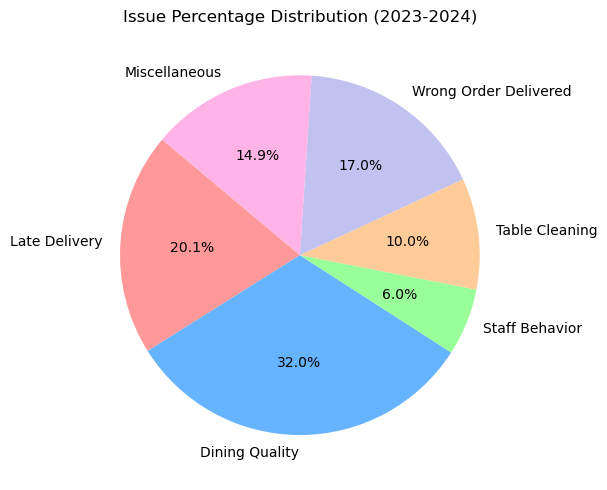 Issue Percentage Distribution (2023-2024)
Miscellaneous
Wrong Order Delivered
14.9%
17.0%
Table Cleaning
Late Delivery
20.1%
10.0%
6.0%
Staff Behavior
32.0%
Dining Quality